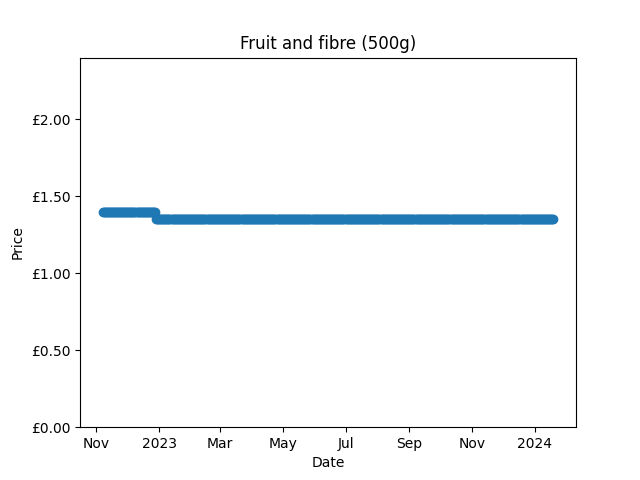 Fruit and fibre (500g)
£2.00
£1.50
£1.00
£0.50
£0.00
Price
Nov 2023 Mar May Jul Sep Nov 2024
Date